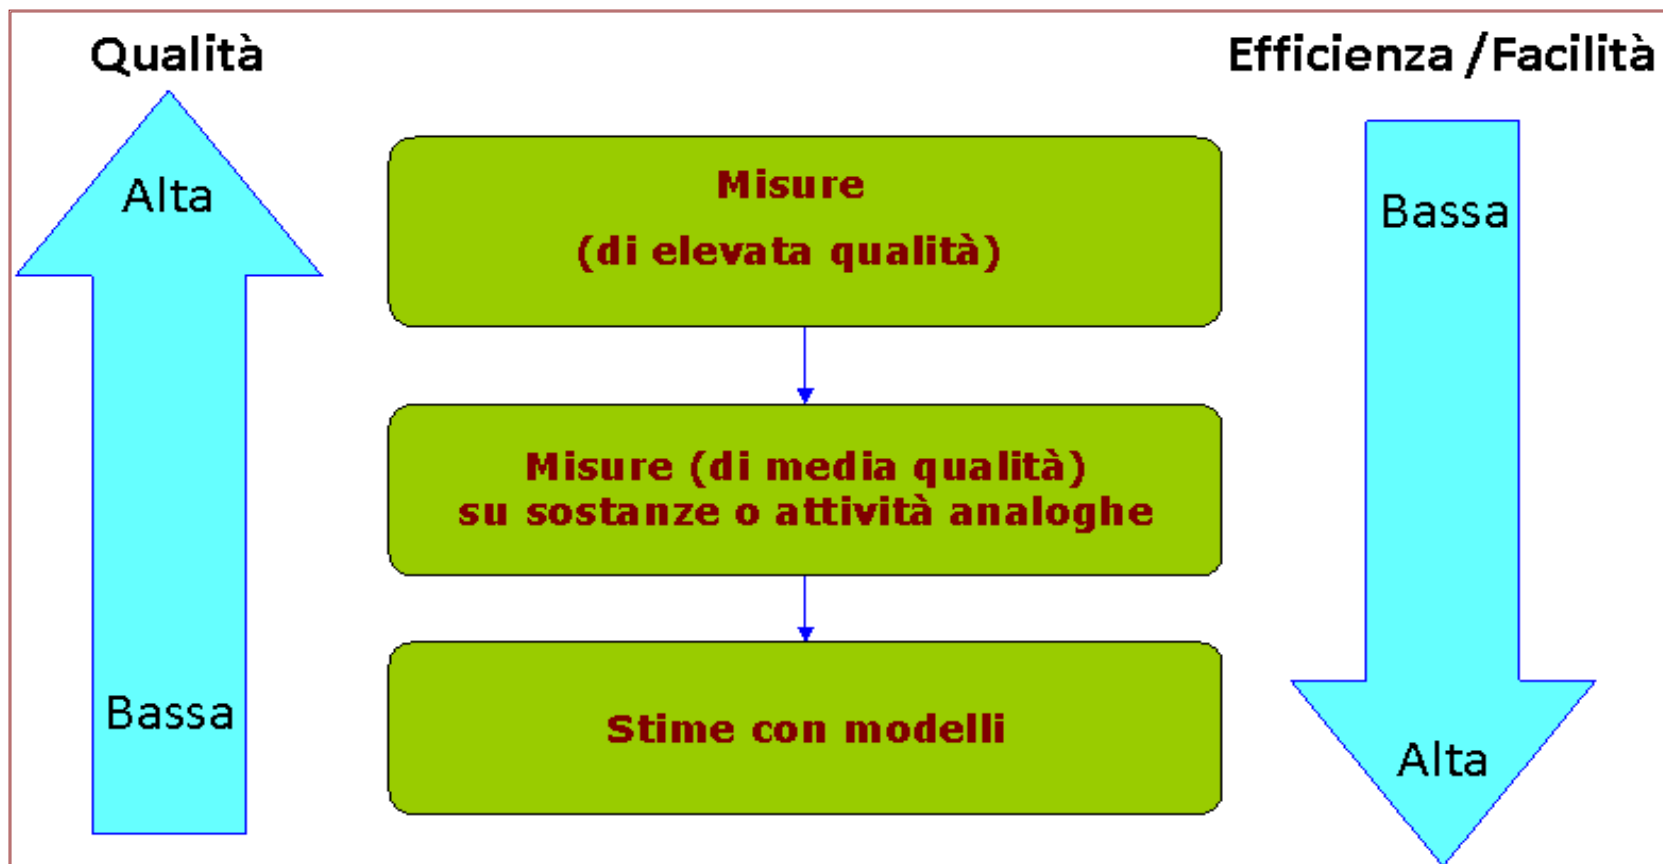 Qualità
Efficienza /Facilità
Alta
Misure
(di elevata qualità)
Bassa
Misure (di media qualità)
su sostanze o attività analoghe
Bassa
Stime con modelli
Alta